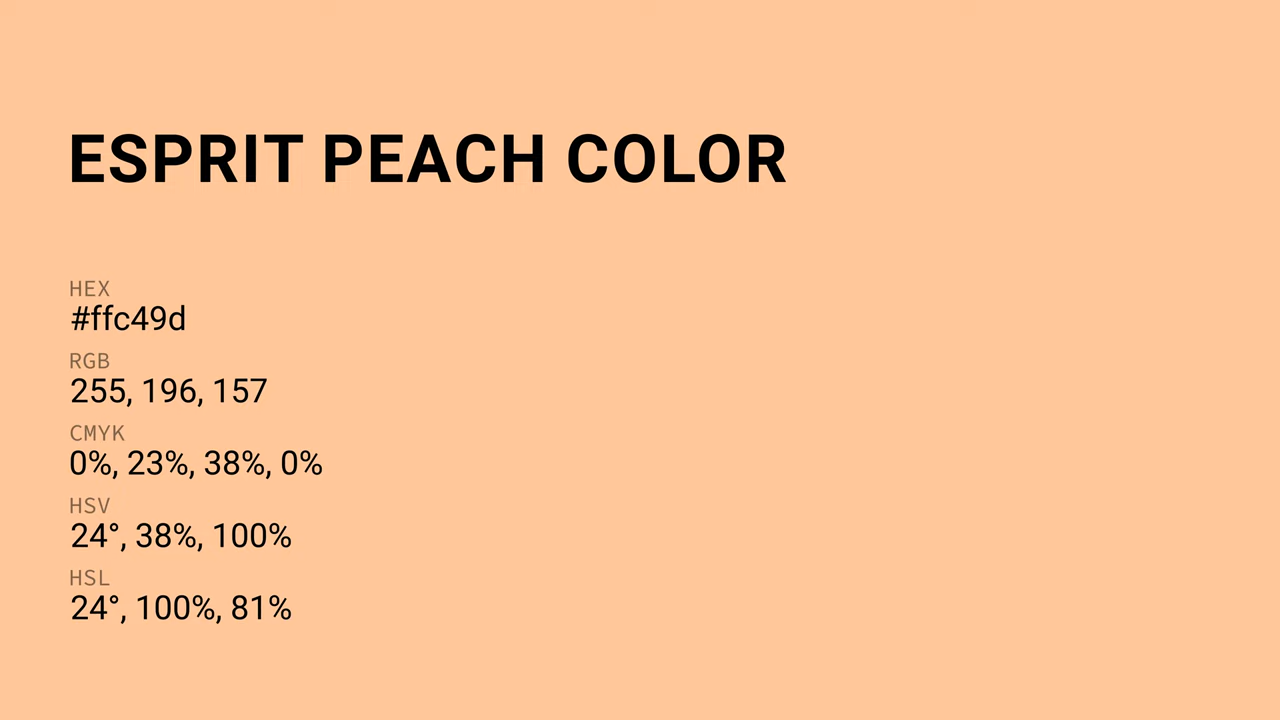 ESPRIT PEACH COLOR
HEX
#ffc49d
RGB
255, 196, 157
CMYK
0%, 23%, 38%, 0%
HSV
24°, 38%, 100%
HSL
24°, 100%, 81%